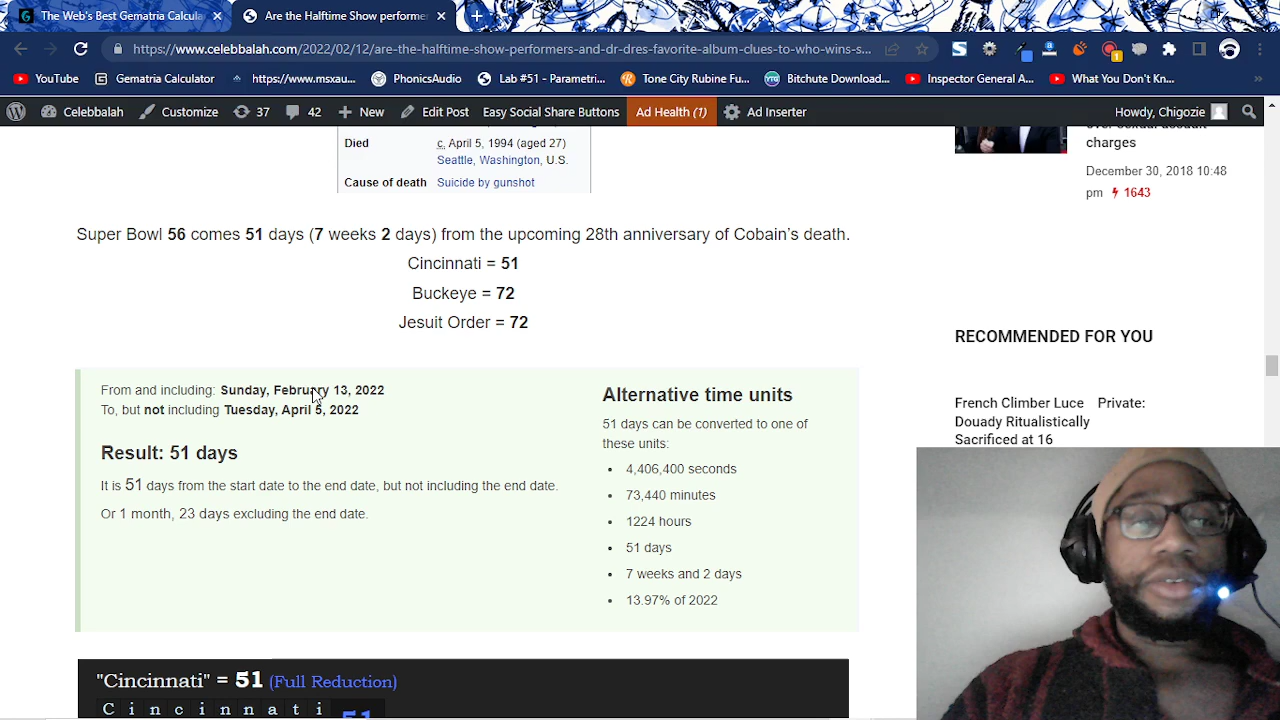 The Web's Best Gematria Calcula
Are the Halftime Show performe
https://www.celebbalah.com/2022/02/12/are-the-halftime-show-performers-and-dr-dres-favorite-album-clues-to-who-wins-s...
YouTube
Gematria Calculator
https://www.msxau...
PhonicsAudio
Lab #51 - Parametri...
Tone City Rubine Fu...
Bitchute Download...
Inspector General A...
What You Don't Kn...
Celebbalah
Customize
37
42
New
Edit Post
Easy Social Share Buttons
Ad Health (1)
Ad Inserter
Howdy, Chigozie
Died c. April 5, 1994 (aged 27)
Seattle, Washington, U.S.
Cause of death Suicide by gunshot
charges
December 30, 2018 10:48
pm 1643
Super Bowl 56 comes 51 days (7 weeks 2 days) from the upcoming 28th anniversary of Cobain's death.
Cincinnati = 51
Buckeye = 72
Jesuit Order = 72
RECOMMENDED FOR YOU
French Climber Luce Private:
Douady Ritualistically
Sacrificed at 16
From and including: Sunday, February 13, 2022
To, but not including Tuesday, April 5, 2022
Result: 51 days
It is 51 days from the start date to the end date, but not including the end date.
Or 1 month, 23 days excluding the end date.
Alternative time units
51 days can be converted to one of
these units:
4,406,400 seconds
73,440 minutes
1224 hours
51 days
7 weeks and 2 days
13.97% of 2022
"Cincinnati" = 51 (Full Reduction)
C i n c i n n a t i 51